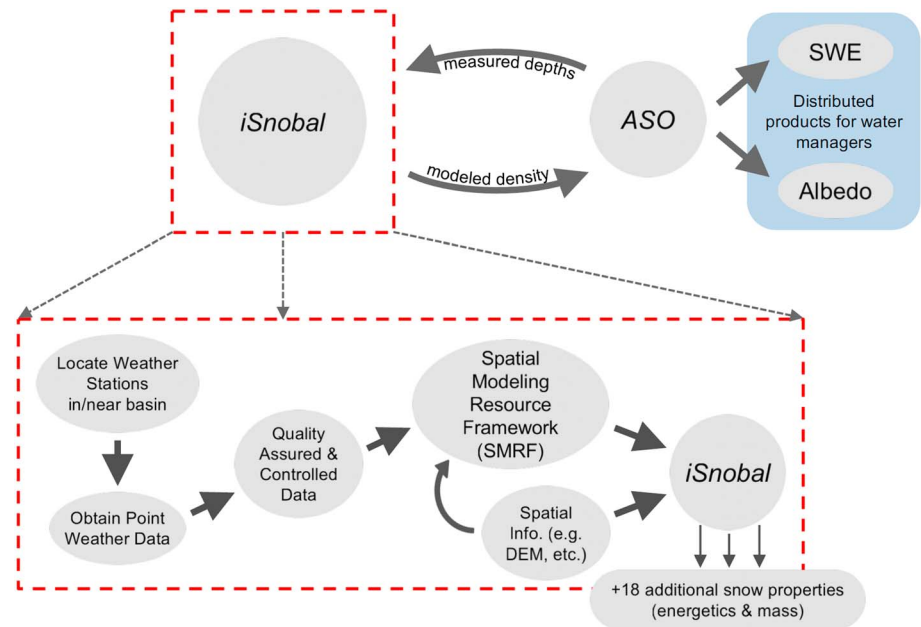 iSnobal
measured depths
modeled density
ASO
SWE
Distributed
products for water
managers
Albedo
Locate Weather
Stations
in/near basin
Obtain Point
Weather Data
Quality
Assured &
Controlled
Data
Spatial
Modeling
Resource
Framework
(SMRF)
Spatial
Info. (e.g.
DEM, etc.)
iSnobal
+18 additional snow properties
(energetics & mass)